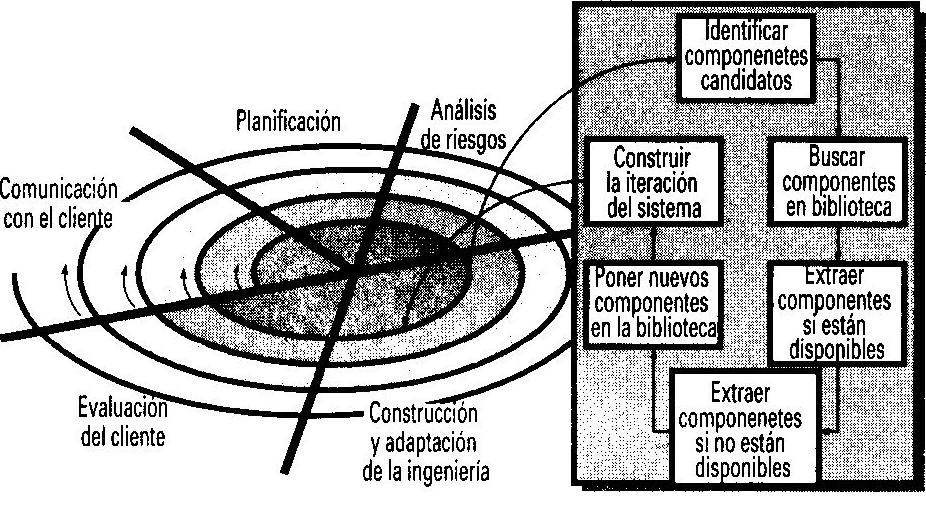 Planificación
Análisis
de riesgos
Comunicación
con el cliente
Evaluación
del cliente
Construcción
y adaptación
de la ingeniería
Identificar
componenetes
candidatos
Buscar
componentes
en biblioteca
Extraer
componentes
si están
disponibles
Extraer
componenetes
si no están
disponibles
Poner nuevos
componentes
en la biblioteca
Construir
la iteración
del sistema